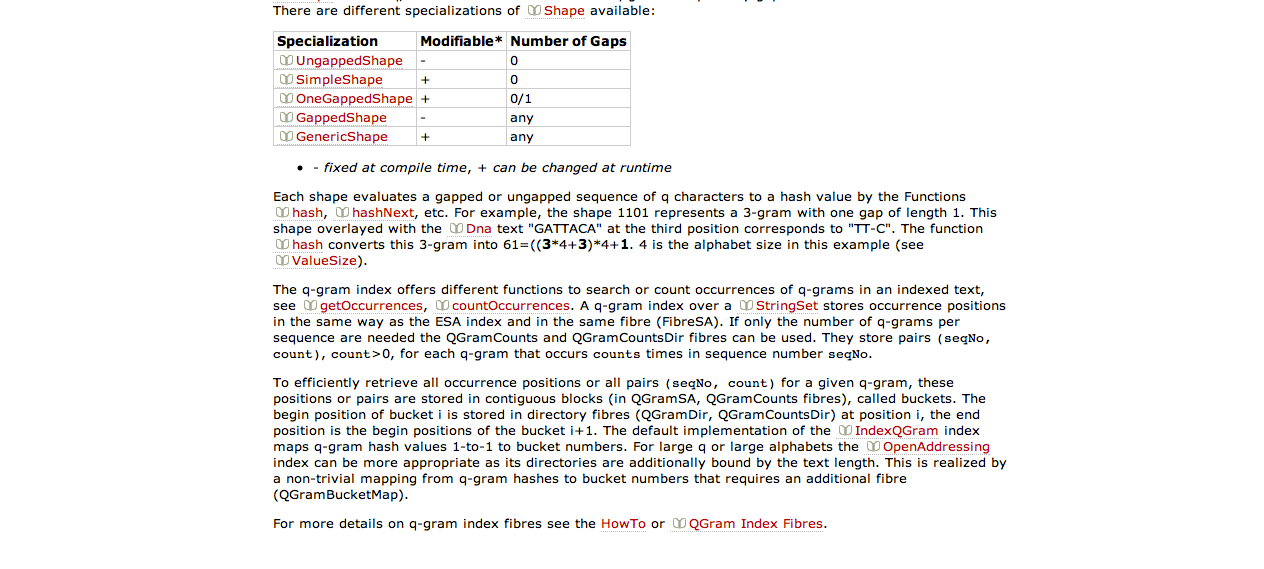 There are different specializations of Shape available:
Specialization Modifiable* Number of Gaps
UngappedShape - 0
SimpleShape + 0
OneGappedShape + 0/1
GappedShape - any
GenericShape + any
• - fixed at compile time, + can be changed at runtime
Each shape evaluates a gapped or ungapped sequence of q characters to a hash value by the Functions
hash, hashNext, etc. For example, the shape 1101 represents a 3-gram with one gap of length 1. This
shape overlayed with the Dna text "GATTACA" at the third position corresponds to "TT-C". The function
hash converts this 3-gram into 61=((3*4+3)*4+1. 4 is the alphabet size in this example (see
ValueSize).
The q-gram index offers different functions to search or count occurrences of q-grams in an indexed text,
see getOccurrences, countOccurrences. A q-gram index over a StringSet stores occurrence positions
in the same way as the ESA index and in the same fibre (FibreSA). If only the number of q-grams per
sequence are needed the QGramCounts and QGramCountsDir fibres can be used. They store pairs (seqNo,
count), count>0, for each q-gram that occurs counts times in sequence number seqNo.
To efficiently retrieve all occurrence positions or all pairs (seqNo, count) for a given q-gram, these
positions or pairs are stored in contiguous blocks (in QGramSA, QGramCounts fibres), called buckets. The
begin position of bucket i is stored in directory fibres (QGramDir, QGramCountsDir) at position i, the end
position is the begin positions of the bucket i+1. The default implementation of the IndexQGram index
maps q-gram hash values 1-to-1 to bucket numbers. For large q or large alphabets the OpenAddressing
index can be more appropriate as its directories are additionally bound by the text length. This is realized by
a non-trivial mapping from q-gram hashes to bucket numbers that requires an additional fibre
(QGramBucketMap).
For more details on q-gram index fibres see the HowTo or QGram Index Fibres.